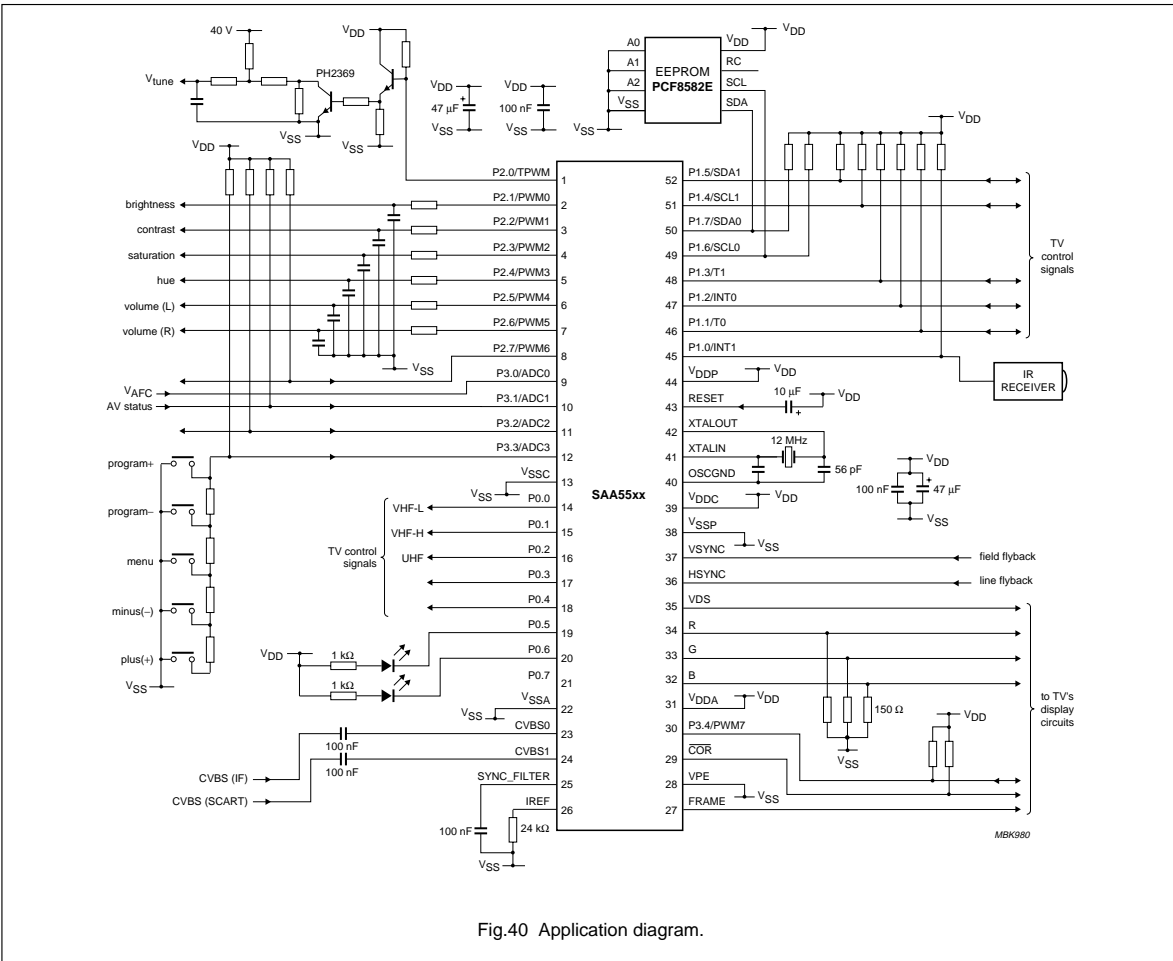 40 V
VDD
Vtune
PH2369
VSS
VSS
VDD
47 µF
+
VSS
VDD
100 nF
VSS
A0
A1
A2
VSS
EEPROM
PCF8582E
VDD
RC
SCL
SDA
VDD
VSS
VDD
VDD
brightness
contrast
saturation
hue
volume (L)
volume (R)
VSS
VAFC
AV status
program+
program−
menu
minus(−)
plus(+)
VSS
VSS
TV
control
signals
VHF-L
VHF-H
UHF
VDD
1 kΩ
1 kΩ
VSS
100 nF
100 nF
CVBS (IF)
CVBS (SCART)
100 nF
24 kΩ
VSS
P2.0/TPWM 1
P2.1/PWM0 2
P2.2/PWM1 3
P2.3/PWM2 4
P2.4/PWM3 5
P2.5/PWM4 6
P2.6/PWM5 7
P2.7/PWM6 8
P3.0/ADC0 9
P3.1/ADC1 10
P3.2/ADC2 11
P3.3/ADC3 12
VSSC 13
P0.0 14
P0.1 15
P0.2 16
P0.3 17
P0.4 18
P0.5 19
P0.6 20
P0.7 21
VSSA 22
CVBS0 23
CVBS1 24
SYNC_FILTER 25
IREF 26
SAA55xx
52 P1.5/SDA1
51 P1.4/SCL1
50 P1.7/SDA0
49 P1.6/SCL0
48 P1.3/T1
47 P1.2/INT0
46 P1.1/T0
45 P1.0/INT1
44 VDDP
43 RESET
42 XTALOUT
41 XTALIN
40 OSCGND
39 VDDC
38 VSSP
37 VSYNC
36 HSYNC
35 VDS
34 R
33 G
32 B
31 VDDA
30 P3.4/PWM7
29 COR
28 VPE
27 FRAME
TV
control
signals
IR
RECEIVER
VDD
10 µF
+
VDD
12 MHz
56 pF
VDD
100 nF
+
47 µF
VSS
VDD
VSS
field flyback
line flyback
VDD
150 Ω
VSS
VDD
VSS
to TV's
display
circuits
MBK980
Fig.40 Application diagram.